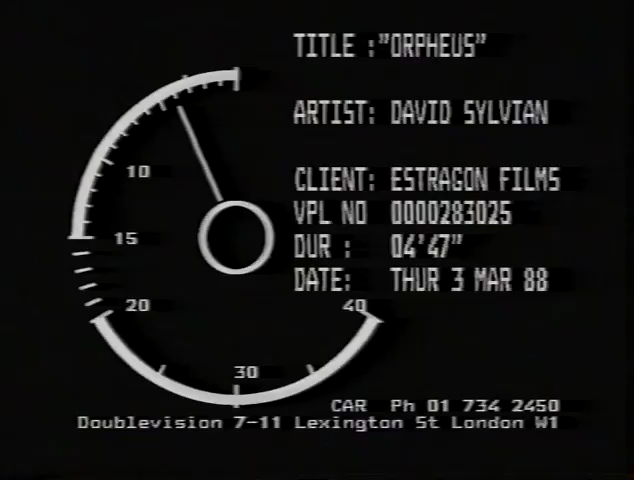 TITLE :"ORPHEUS"
ARTIST: DAVID SYLVIAN
CLIENT: ESTRAGON FILMS
VPL NO 0000283025
DUR : 04'47"
DATE: THUR 3 MAR 88
10
15
20
40
30
CAR Ph 01 734 2450
Doublevision 7-11 Lexington St London W1